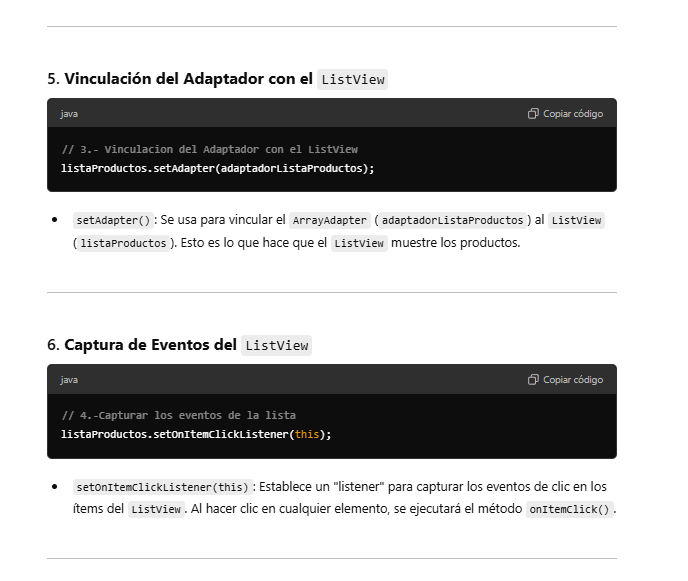 5. Vinculación del Adaptador con el ListView
java
Copiar código
// 3.- Vinculacion del Adaptador con el ListView
listaProductos.setAdapter(adaptadorListaProductos);
• setAdapter() : Se usa para vincular el ArrayAdapter ( adaptadorListaProductos ) al ListView
( listaProductos ). Esto es lo que hace que el ListView muestre los productos.
6. Captura de Eventos del ListView
java
Copiar código
// 4.-Capturar los eventos de la lista
listaProductos.setOnItemClickListener(this);
• setOnItemClickListener(this) : Establece un "listener" para capturar los eventos de clic en los
ítems del ListView . Al hacer clic en cualquier elemento, se ejecutará el método onItemClick() .